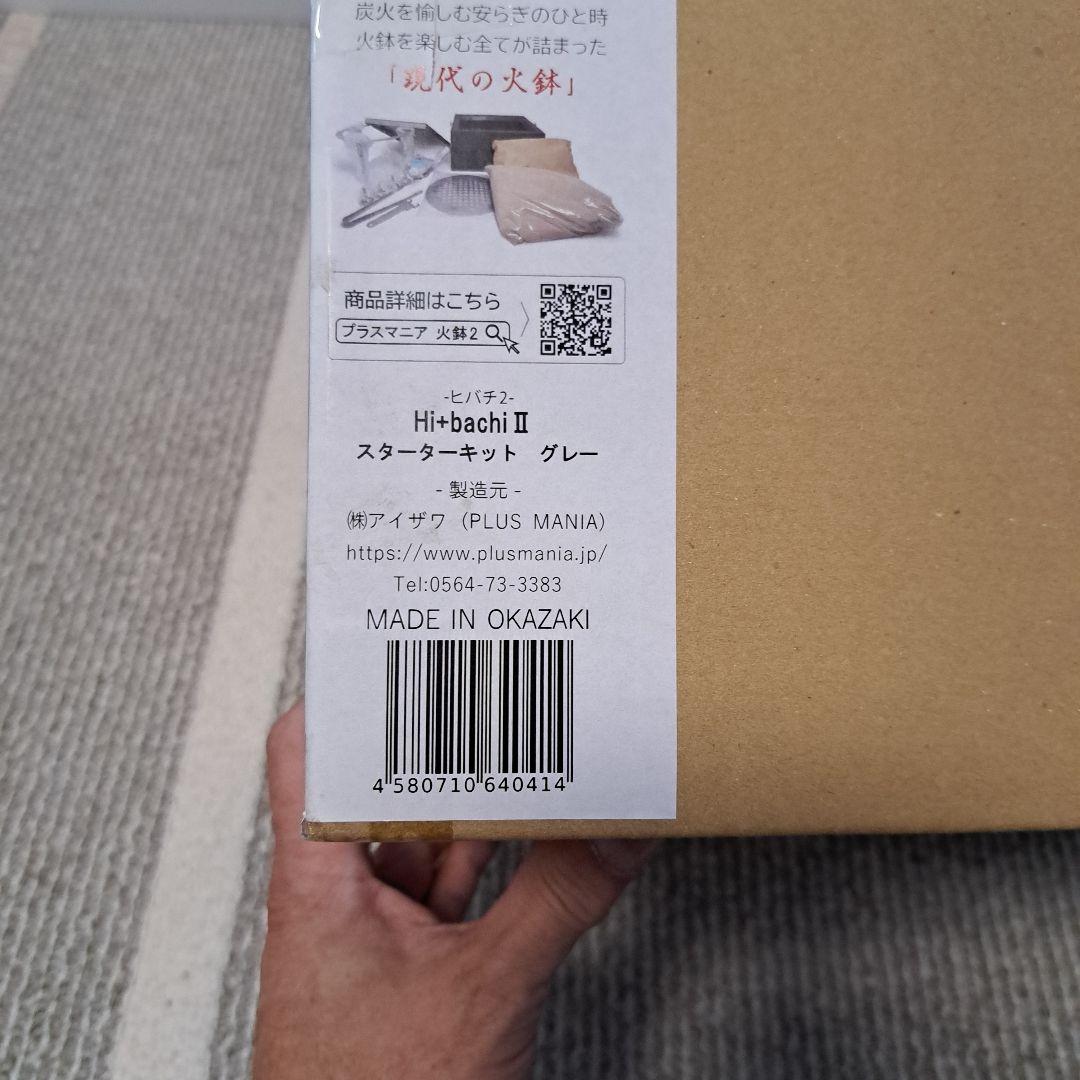 炭火を愉しむ安らぎのひと時
火鉢を楽しむ全てが詰まった
「現代の火鉢」
商品詳細はこちら
プラスマニア 火鉢2
-ヒバチ2-
Hi+bachiⅡ
スターターキット グレー
- 製造元 -
㈱アイザワ（PLUS MANIA）
https://www.plusmania.jp/
Tel:0564-73-3383
MADE IN OKAZAKI
4 580710 640414